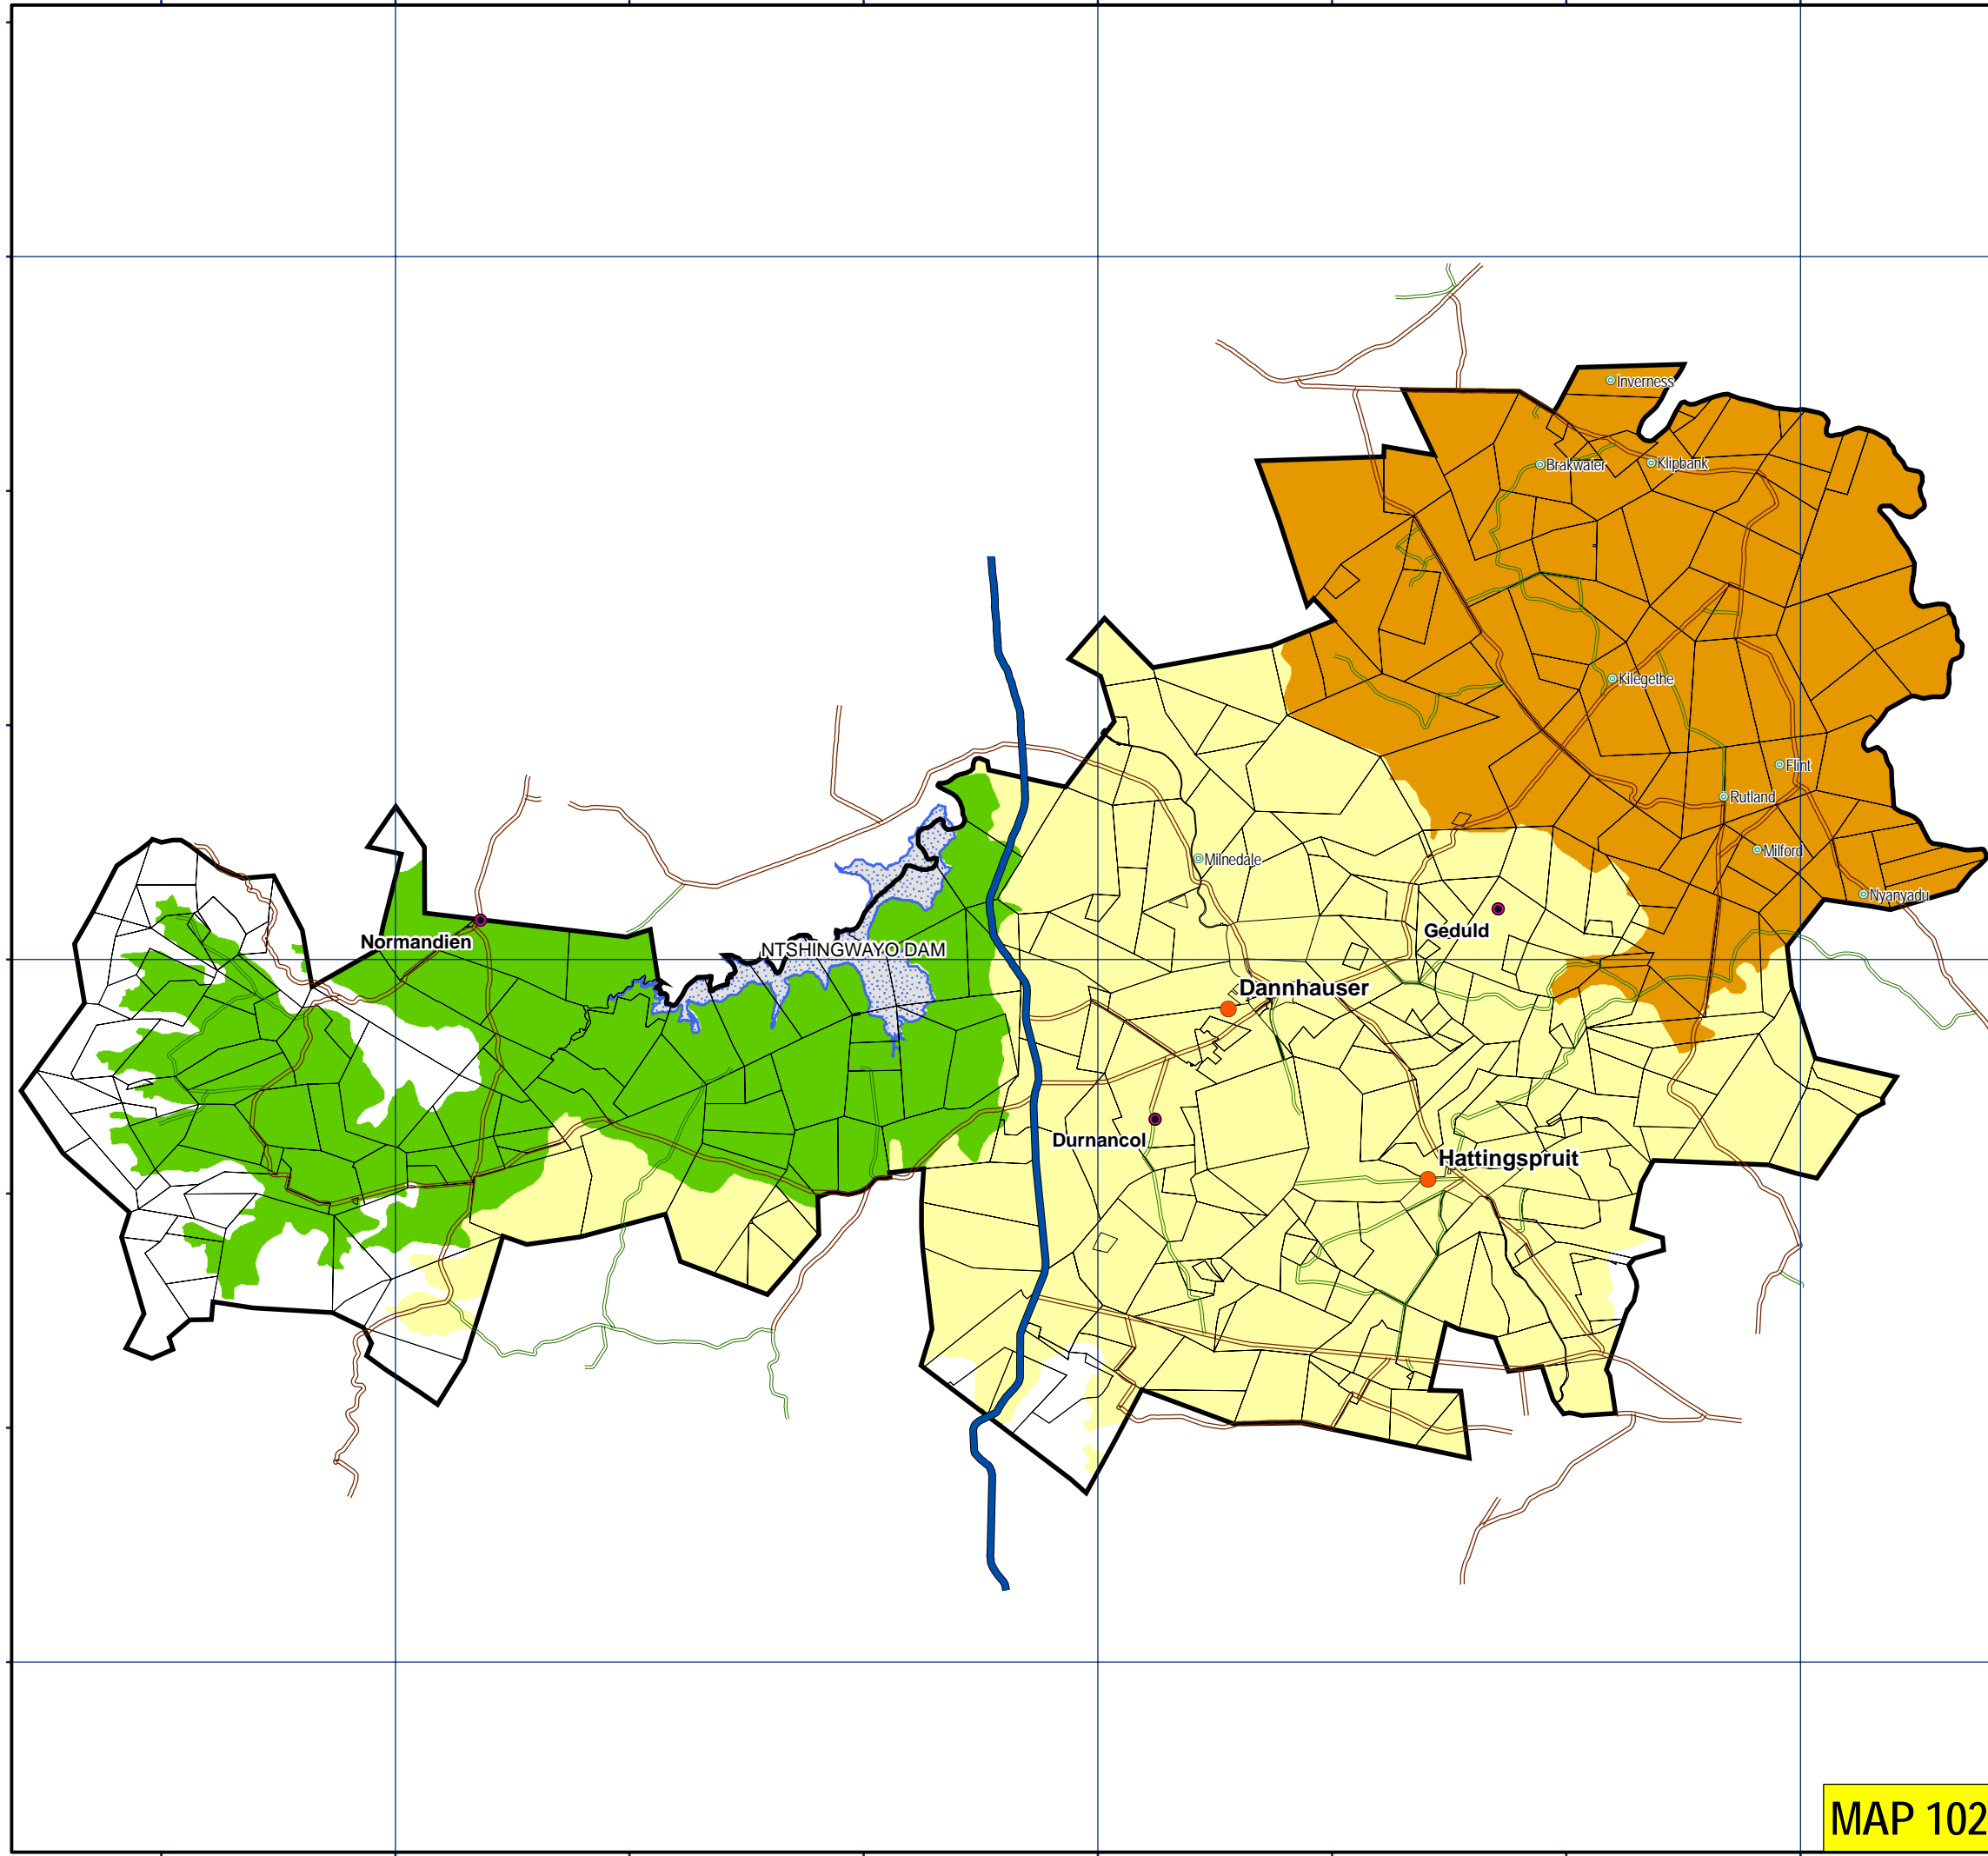 Inverness
Brakwater
Klipbank
Kilegethe
Flint
Rutland
Milnedale
Milford
Nyanyadu
Geduld
Normandien
NTSHINGWAYO DAM
Dannhauser
Durnancol
Hattingspruit
MAP 102